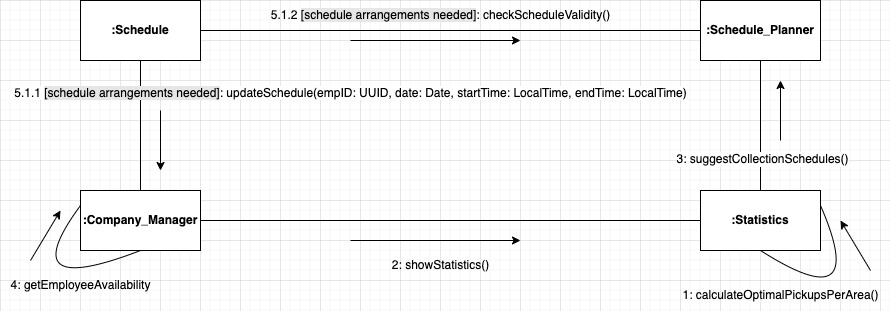 5.1.2 [schedule arrangements needed]: checkScheduleValidity()
:Schedule
:Schedule_Planner
5.1.1 [schedule arrangements needed]: updateSchedule(empID: UUID, date: Date, startTime: LocalTime, endTime: LocalTime)
3: suggestCollectionSchedules()
:Company_Manager
:Statistics
2: showStatistics()
4: getEmployeeAvailability
1: calculateOptimalPickupsPerArea()